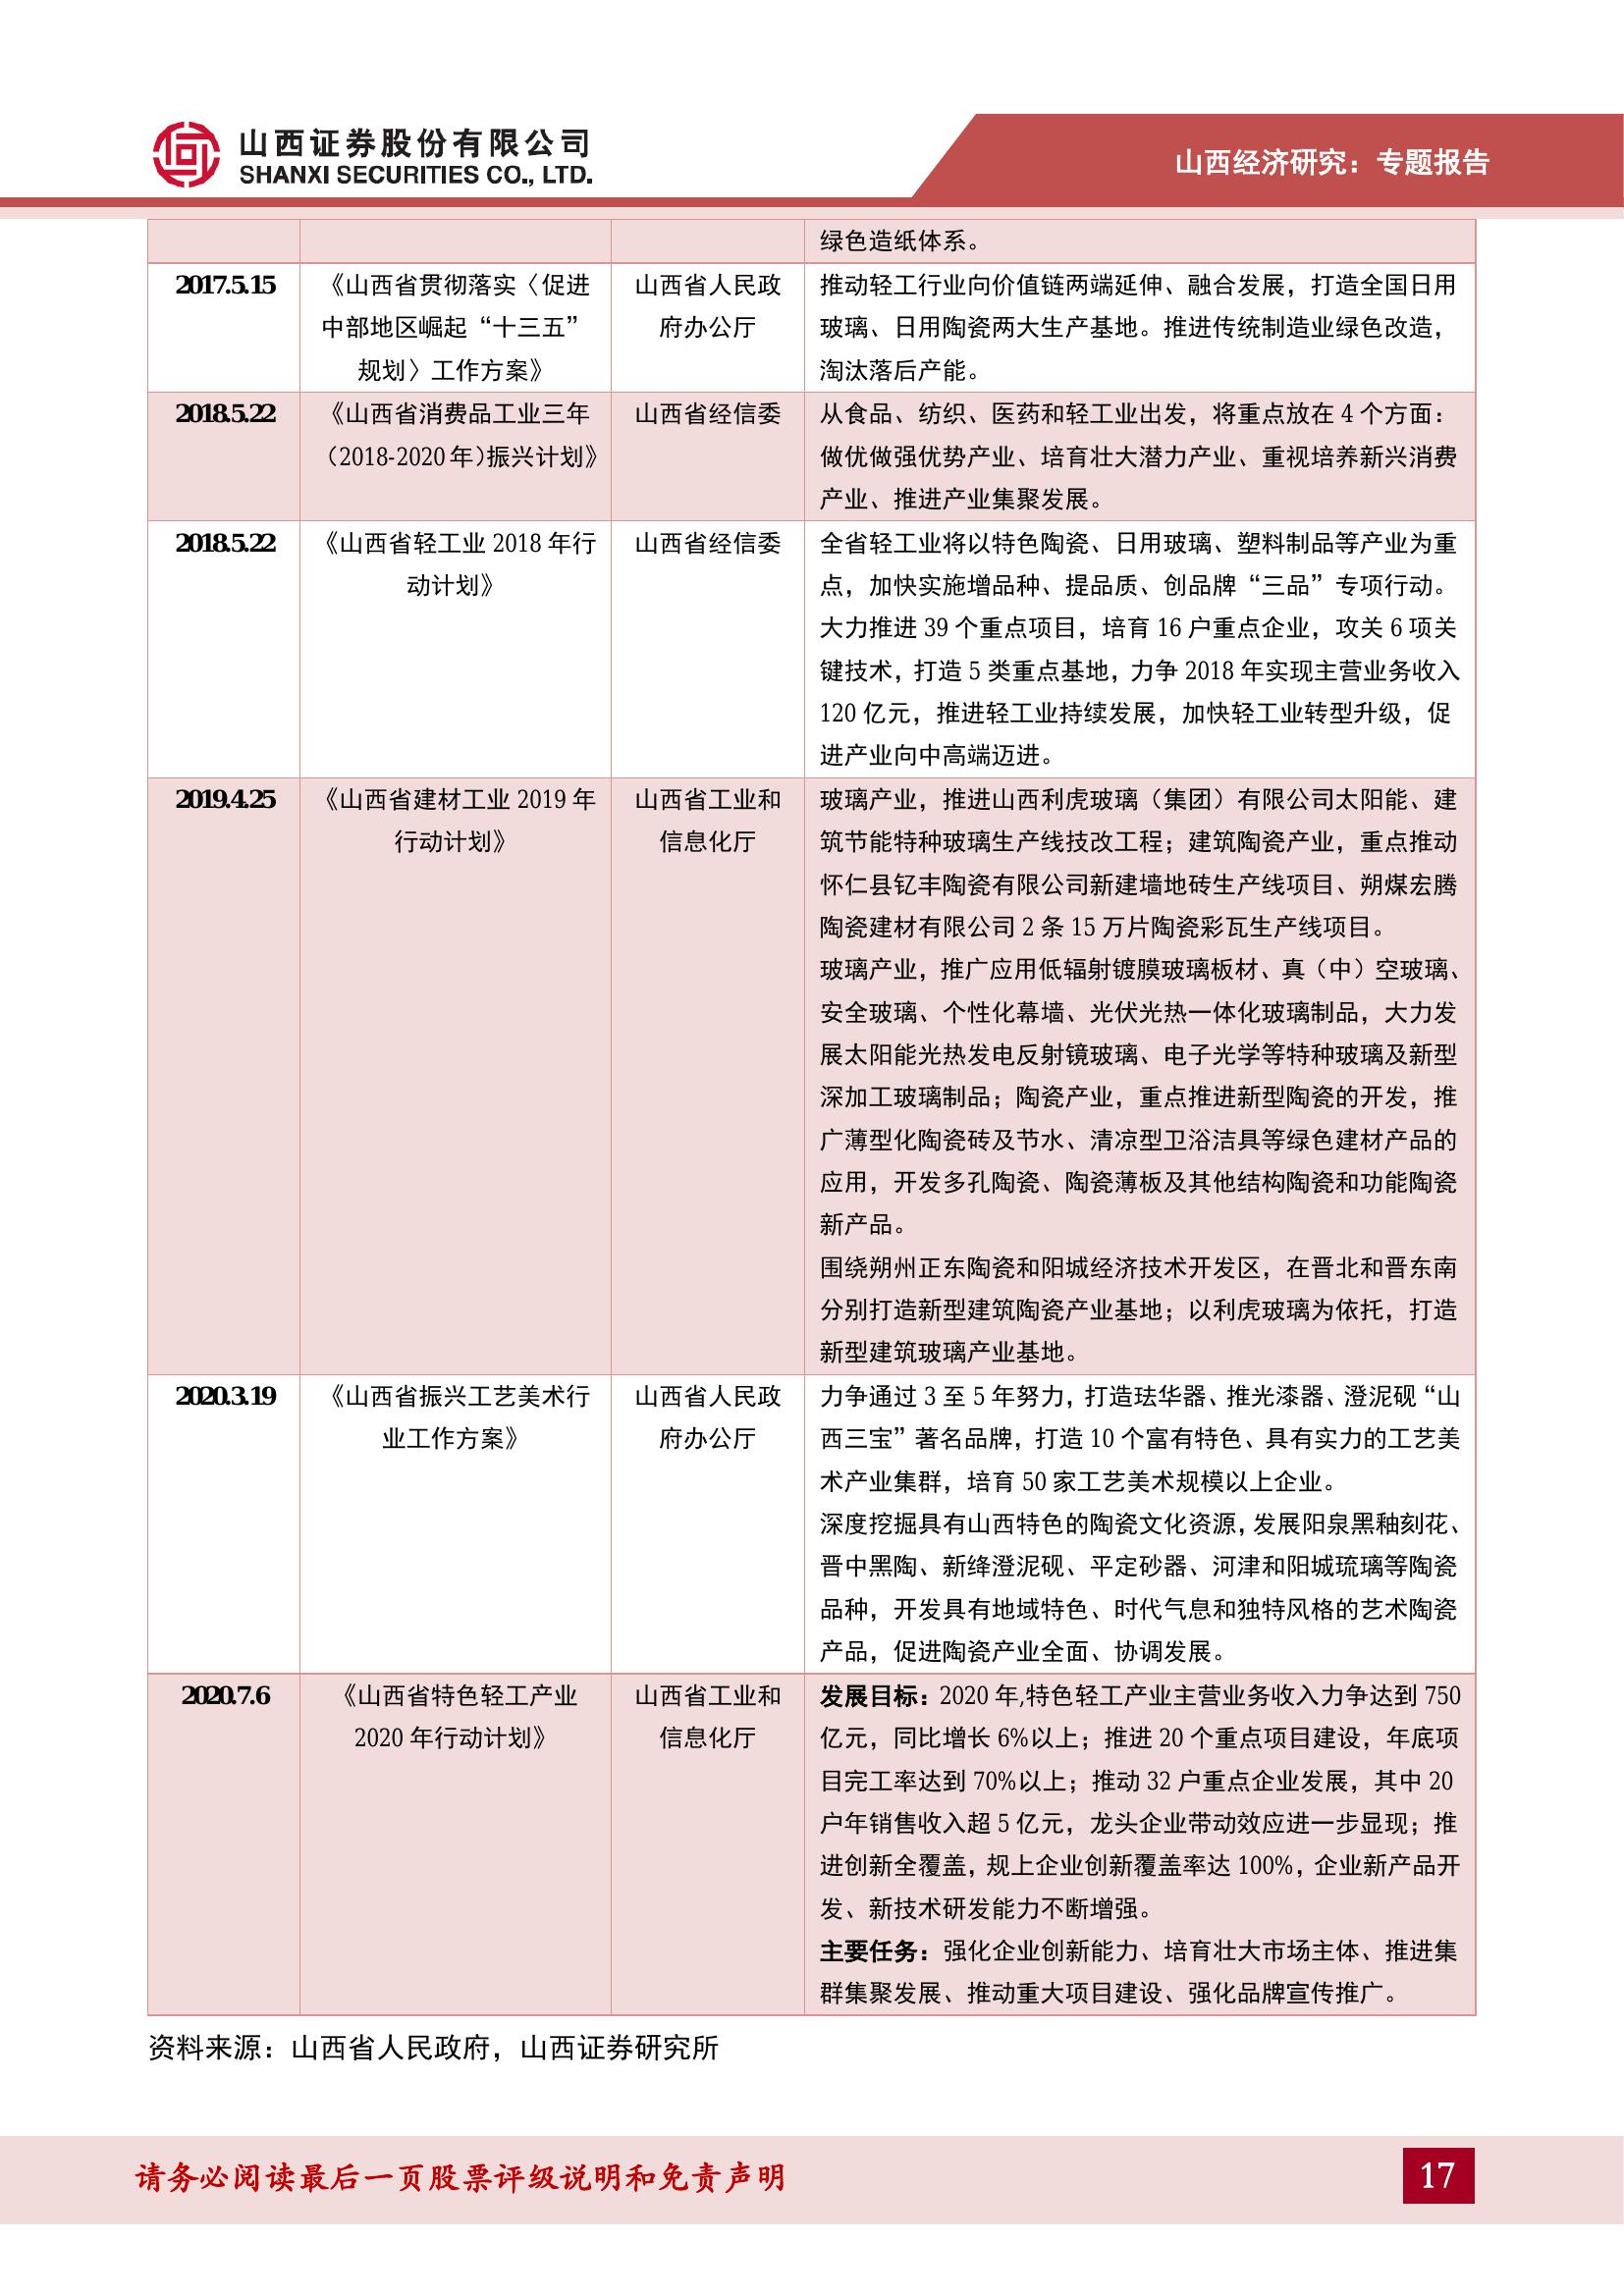 山西证券股份有限公司
SHANXI SECURITIES CO., LTD.
山西经济研究：专题报告
绿色造纸体系。
2017.5.15
《山西省贯彻落实〈促进
中部地区崛起“十三五”
规划〉工作方案》
山西省人民政
府办公厅
推动轻工行业向价值链两端延伸、融合发展，打造全国日用
玻璃、日用陶瓷两大生产基地。推进传统制造业绿色改造，
淘汰落后产能。
2018.5.22
《山西省消费品工业三年
（2018-2020 年）振兴计划》
山西省经信委
从食品、纺织、医药和轻工业出发，将重点放在 4 个方面：
做优做强优势产业、培育壮大潜力产业、重视培养新兴消费
产业、推进产业集聚发展。
2018.5.22
《山西省轻工业 2018 年行
动计划》
山西省经信委
全省轻工业将以特色陶瓷、日用玻璃、塑料制品等产业为重
点，加快实施增品种、提品质、创品牌“三品”专项行动。
大力推进 39 个重点项目，培育 16 户重点企业，攻关 6 项关
键技术，打造 5 类重点基地，力争 2018 年实现主营业务收入
120 亿元，推进轻工业持续发展，加快轻工业转型升级，促
进产业向中高端迈进。
2019.4.25
《山西省建材工业 2019 年
行动计划》
山西省工业和
信息化厅
玻璃产业，推进山西利虎玻璃（集团）有限公司太阳能、建
筑节能特种玻璃生产线技改工程；建筑陶瓷产业，重点推动
怀仁县钇丰陶瓷有限公司新建墙地砖生产线项目、朔煤宏腾
陶瓷建材有限公司 2 条 15 万片陶瓷彩瓦生产线项目。
玻璃产业，推广应用低辐射镀膜玻璃板材、真（中）空玻璃、
安全玻璃、个性化幕墙、光伏光热一体化玻璃制品，大力发
展太阳能光热发电反射镜玻璃、电子光学等特种玻璃及新型
深加工玻璃制品；陶瓷产业，重点推进新型陶瓷的开发，推
广薄型化陶瓷砖及节水、清凉型卫浴洁具等绿色建材产品的
应用，开发多孔陶瓷、陶瓷薄板及其他结构陶瓷和功能陶瓷
新产品。
围绕朔州正东陶瓷和阳城经济技术开发区，在晋北和晋东南
分别打造新型建筑陶瓷产业基地；以利虎玻璃为依托，打造
新型建筑玻璃产业基地。
2020.3.19
《山西省振兴工艺美术行
业工作方案》
山西省人民政
府办公厅
力争通过 3 至 5 年努力，打造珐华器、推光漆器、澄泥砚“山
西三宝”著名品牌，打造 10 个富有特色、具有实力的工艺美
术产业集群，培育 50 家工艺美术规模以上企业。
深度挖掘具有山西特色的陶瓷文化资源，发展阳泉黑釉刻花、
晋中黑陶、新绛澄泥砚、平定砂器、河津和阳城琉璃等陶瓷
品种，开发具有地域特色、时代气息和独特风格的艺术陶瓷
产品，促进陶瓷产业全面、协调发展。
2020.7.6
《山西省特色轻工产业
2020 年行动计划》
山西省工业和
信息化厅
发展目标：2020 年,特色轻工产业主营业务收入力争达到 750
亿元，同比增长 6%以上；推进 20 个重点项目建设，年底项
目完工率达到 70%以上；推动 32 户重点企业发展，其中 20
户年销售收入超 5 亿元，龙头企业带动效应进一步显现；推
进创新全覆盖，规上企业创新覆盖率达 100%，企业新产品开
发、新技术研发能力不断增强。
主要任务：强化企业创新能力、培育壮大市场主体、推进集
群集聚发展、推动重大项目建设、强化品牌宣传推广。
资料来源：山西省人民政府，山西证券研究所
请务必阅读最后一页股票评级说明和免责声明
17